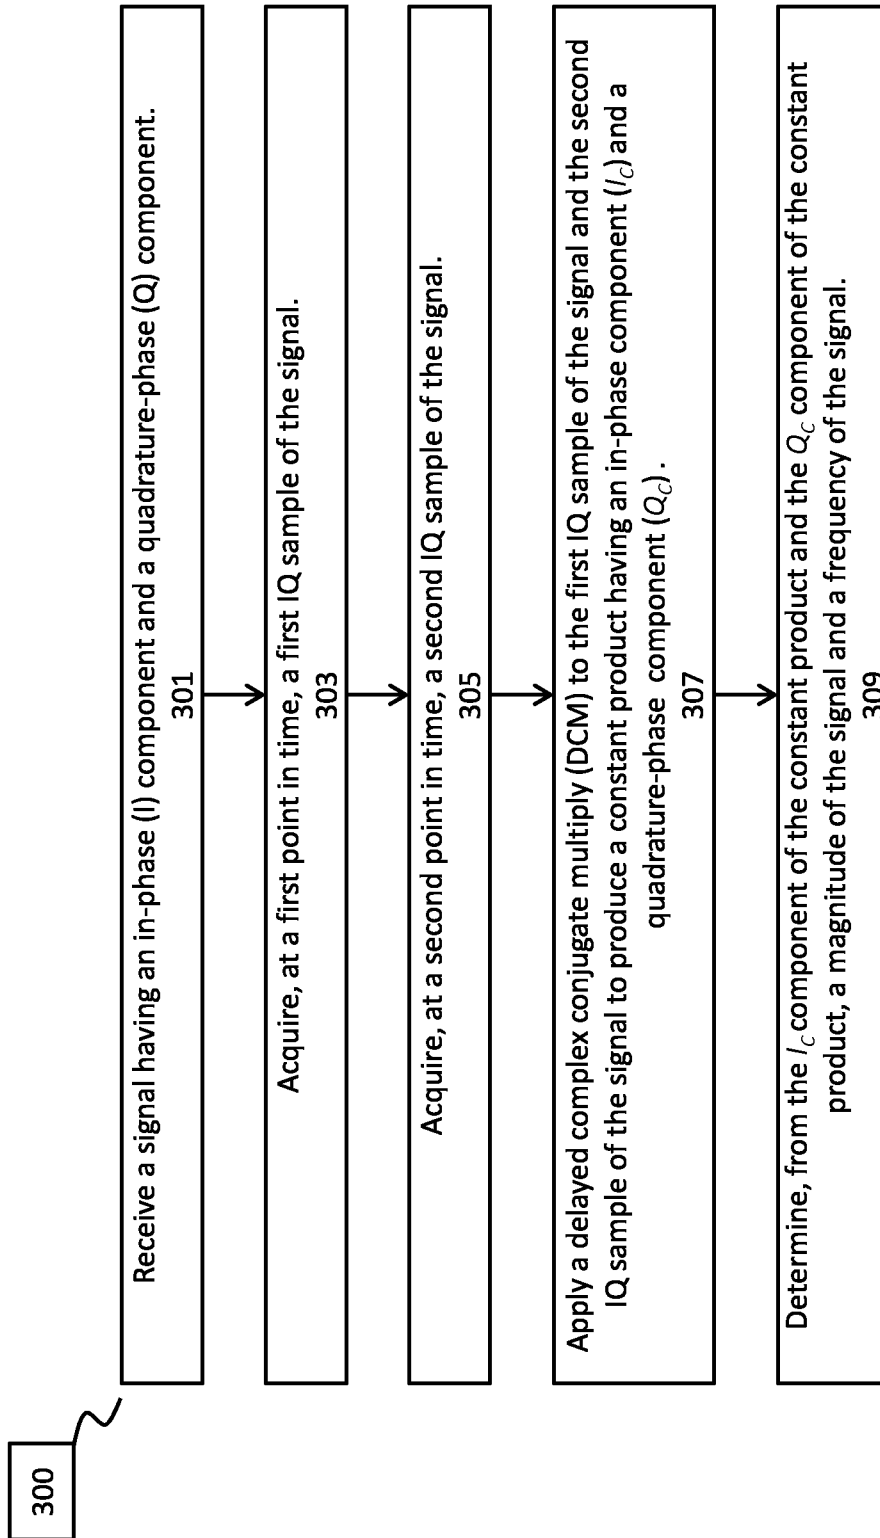 300
Receive a signal having an in-phase (I) component and a quadrature-phase (Q) component.
301
Acquire, at a first point in time, a first IQ sample of the signal.
303
Acquire, at a second point in time, a second IQ sample of the signal.
305
Apply a delayed complex conjugate multiply (DCM) to the first IQ sample of the signal and the second
IQ sample of the signal to produce a constant product having an in-phase component (I_C) and a
quadrature-phase component (Q_C).
307
Determine, from the I_C component of the constant product and the Q_C component of the constant
product, a magnitude of the signal and a frequency of the signal.
309